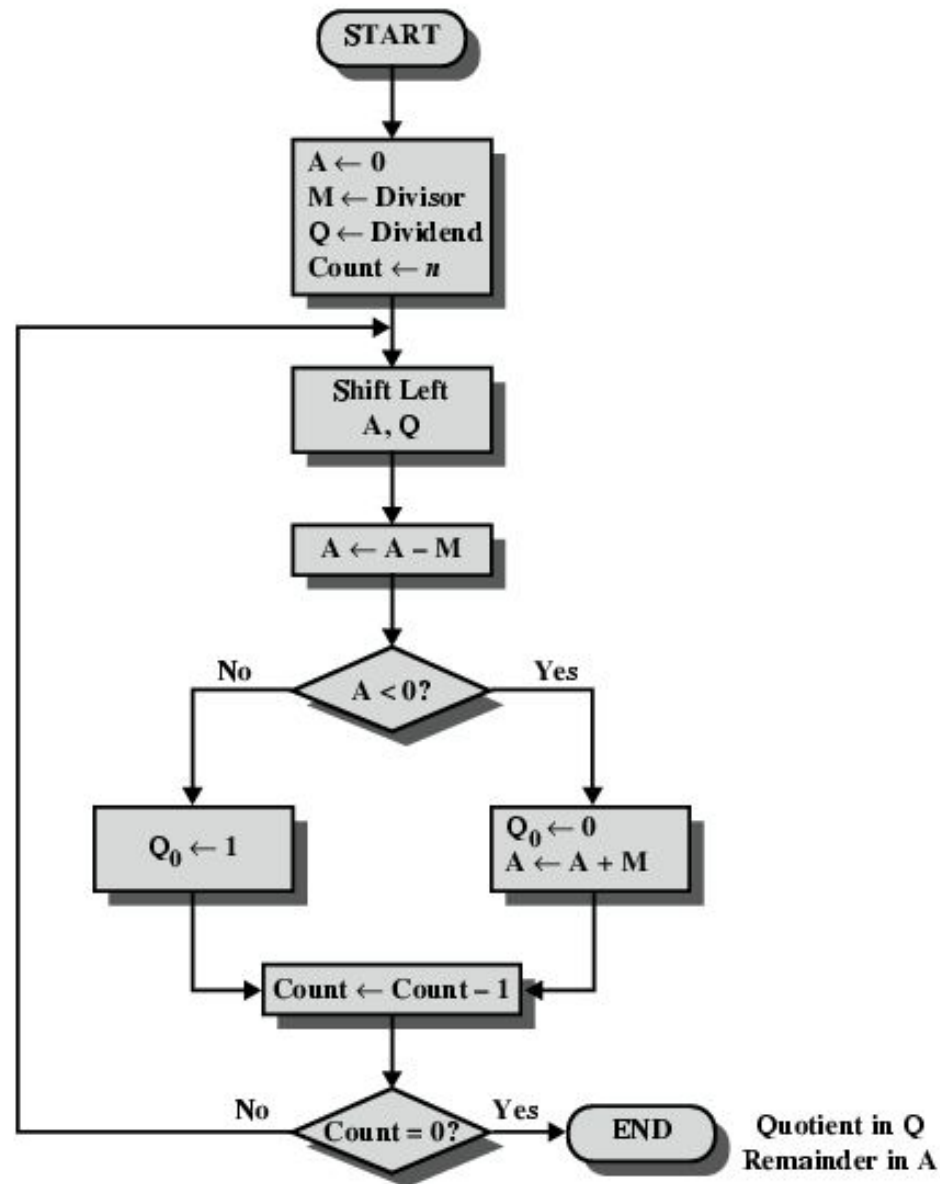 START
A ← 0
M ← Divisor
Q ← Dividend
Count ← n
Shift Left
A, Q
A ← A – M
No
Yes
A < 0?
Q₀ ← 1
Q₀ ← 0
A ← A + M
Count ← Count – 1
No
Yes
Count = 0?
END
Quotient in Q
Remainder in A